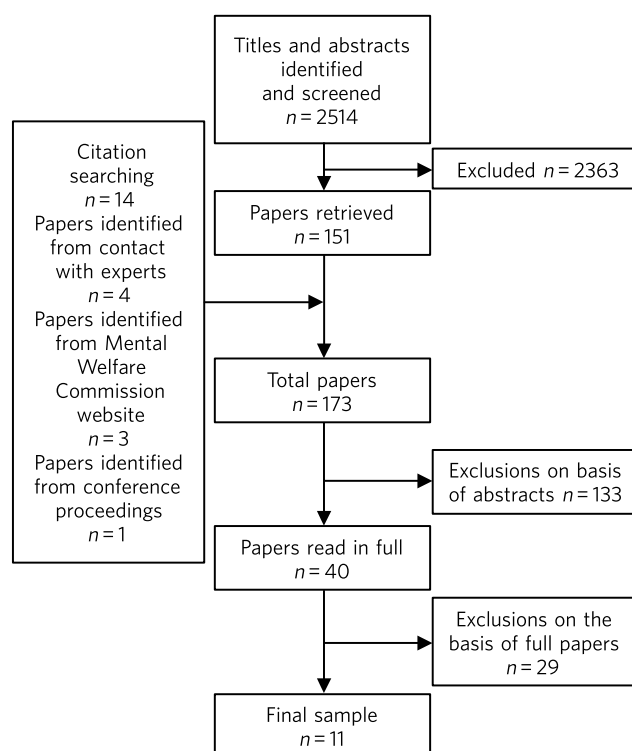 Titles and abstracts
identified
and screened
n = 2514
Excluded n = 2363
Papers retrieved
n = 151
Citation
searching
n = 14
Papers identified
from contact
with experts
n = 4
Papers identified
from Mental
Welfare
Commission
website
n = 3
Papers identified
from conference
proceedings
n = 1
Total papers
n = 173
Exclusions on basis
of abstracts n = 133
Papers read in full
n = 40
Exclusions on the
basis of full papers
n = 29
Final sample
n = 11